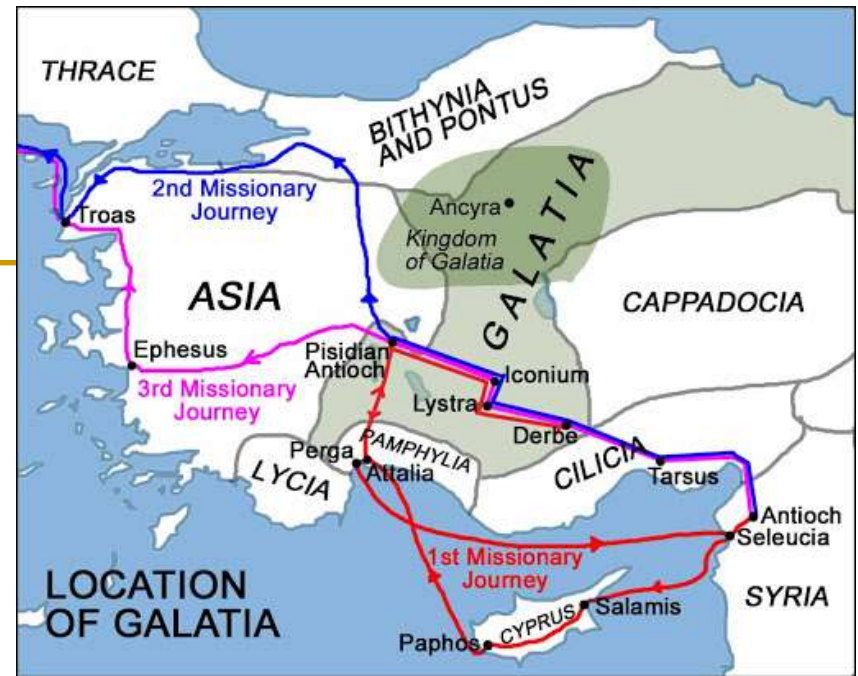 THRACE
BITHYNIA
AND PONTUS
2nd Missionary
Journey
Troas
Ancyra
Kingdom
of Galatia
GALATIA
ASIA
CAPPADOCIA
Ephesus
3rd Missionary
Journey
Pisidian
Antioch
Iconium
Lystra
Derbe
Perga
PAMPHYLIA
Attalia
LYCIA
CILICIA
Tarsus
Antioch
Seleucia
1st Missionary
Journey
LOCATION
OF GALATIA
CYPRUS
Salamis
Paphos
SYRIA